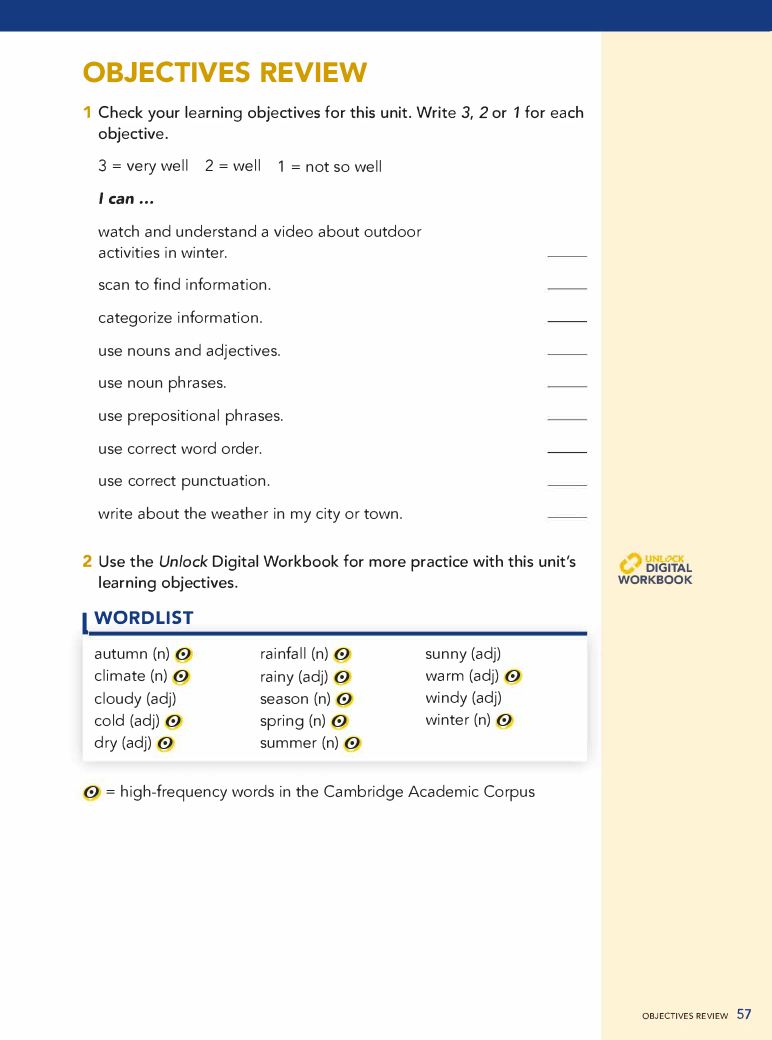 OBJECTIVES REVIEW
1 Check your learning objectives for this unit. Write 3, 2 or 1 for each
objective.
3 = very well 2 = well 1 = not so well
I can ...
watch and understand a video about outdoor
activities in winter.
scan to find information.
categorize information.
use nouns and adjectives.
use noun phrases.
use prepositional phrases.
use correct word order.
use correct punctuation.
write about the weather in my city or town.
2 Use the Unlock Digital Workbook for more practice with this unit's
learning objectives.
UNLOCK
DIGITAL
WORKBOOK
WORDLIST
autumn (n)
climate (n)
cloudy (adj)
cold (adj)
dry (adj)
rainfall (n)
rainy (adj)
season (n)
spring (n)
summer (n)
sunny (adj)
warm (adj)
windy (adj)
winter (n)
= high-frequency words in the Cambridge Academic Corpus
OBJECTIVES REVIEW 57